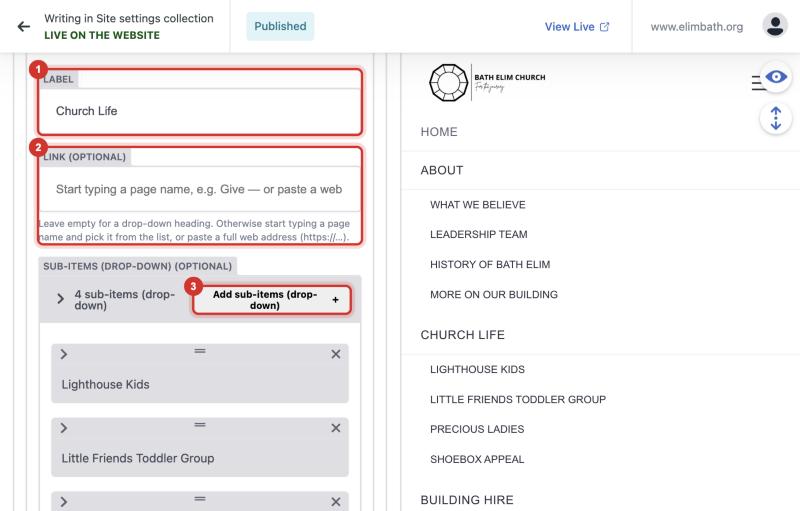 Writing in Site settings collection
LIVE ON THE WEBSITE
Published
View Live
www.elimbath.org
1
LABEL
Church Life
2
LINK (OPTIONAL)
Start typing a page name, e.g. Give — or paste a web
Leave empty for a drop-down heading. Otherwise start typing a page
name and pick it from the list, or paste a full web address (https://...).
SUB-ITEMS (DROP-DOWN) (OPTIONAL)
4 sub-items (drop-
down)
3
Add sub-items (drop-
down)
+
Lighthouse Kids
Little Friends Toddler Group
BATH ELIM CHURCH
For the journey
HOME
ABOUT
WHAT WE BELIEVE
LEADERSHIP TEAM
HISTORY OF BATH ELIM
MORE ON OUR BUILDING
CHURCH LIFE
LIGHTHOUSE KIDS
LITTLE FRIENDS TODDLER GROUP
PRECIOUS LADIES
SHOEBOX APPEAL
BUILDING HIRE